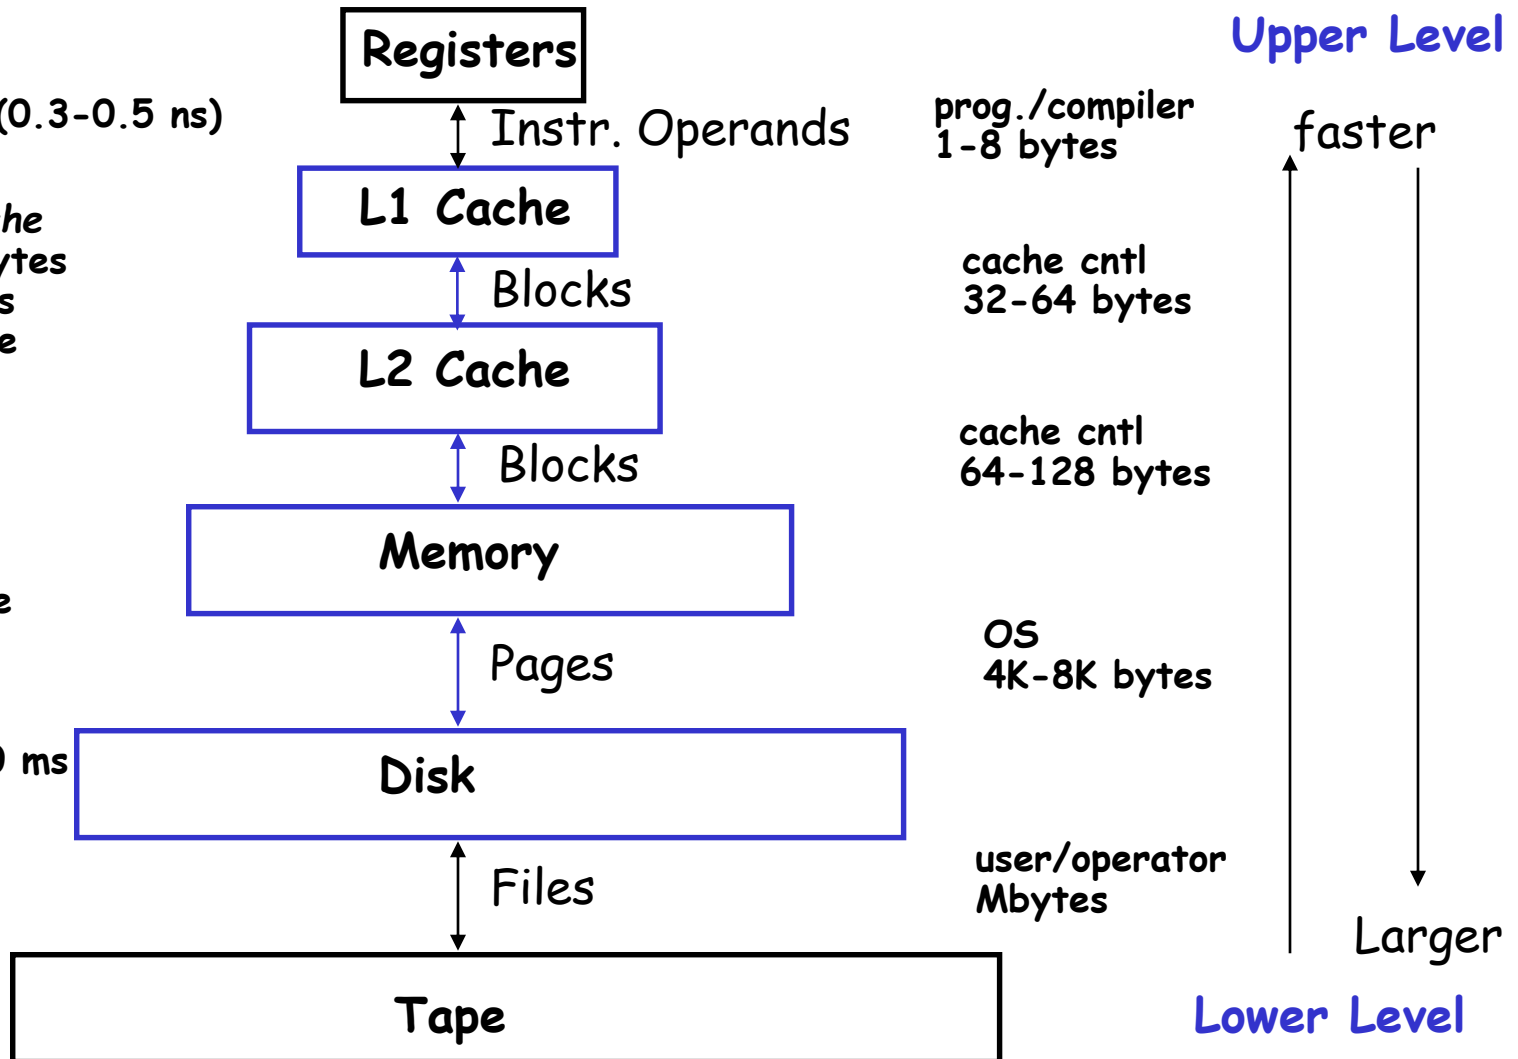 Registers
Upper Level
(0.3-0.5 ns)
Instr. Operands
prog./compiler
1-8 bytes
faster
L1 Cache
Blocks
cache cntl
32-64 bytes
L2 Cache
Blocks
cache cntl
64-128 bytes
Memory
Pages
OS
4K-8K bytes
ms
Disk
Files
user/operator
Mbytes
Larger
Tape
Lower Level